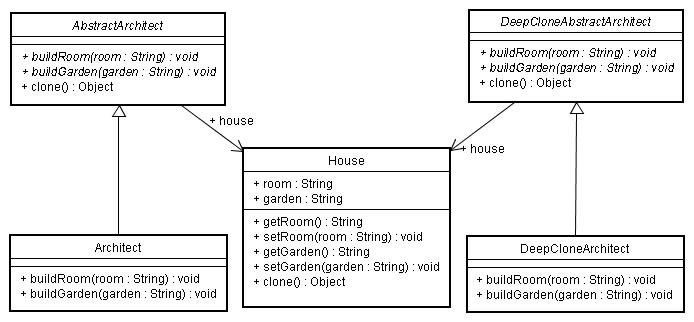 AbstractArchitect
+ buildRoom(room : String) : void
+ buildGarden(garden : String) : void
+ clone() : Object
DeepCloneAbstractArchitect
+ buildRoom(room : String) : void
+ buildGarden(garden : String) : void
+ clone() : Object
+ house
+ house
House
+ room : String
+ garden : String
+ getRoom() : String
+ setRoom(room : String) : void
+ getGarden() : String
+ setGarden(garden : String) : void
+ clone() : Object
Architect
+ buildRoom(room : String) : void
+ buildGarden(garden : String) : void
DeepCloneArchitect
+ buildRoom(room : String) : void
+ buildGarden(garden : String) : void